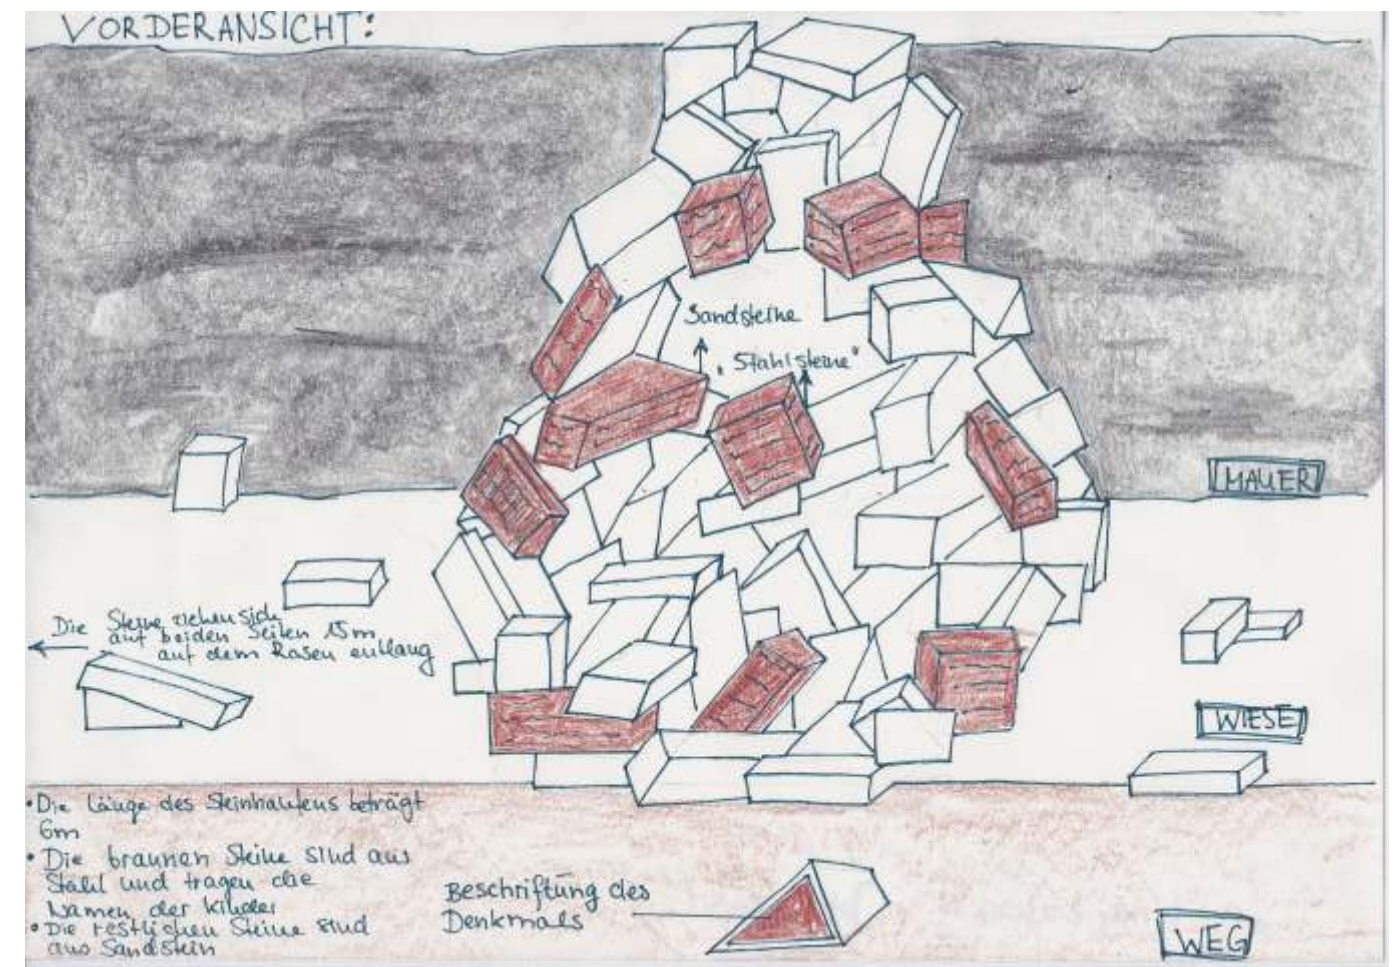 VORDERANSICHT:
Sandsteine
"Stahlsteine"
MAUER
Die Steine ziehen sich
auf beiden Seiten 15m
auf dem Rasen entlang
WIESE
• Die Länge des Steinhaufens beträgt
6m
• Die braunen Steine sind aus
Stahl und tragen die
Namen der Kinder
• Die restlichen Steine sind
aus Sandstein
Beschriftung des
Denkmals
WEG